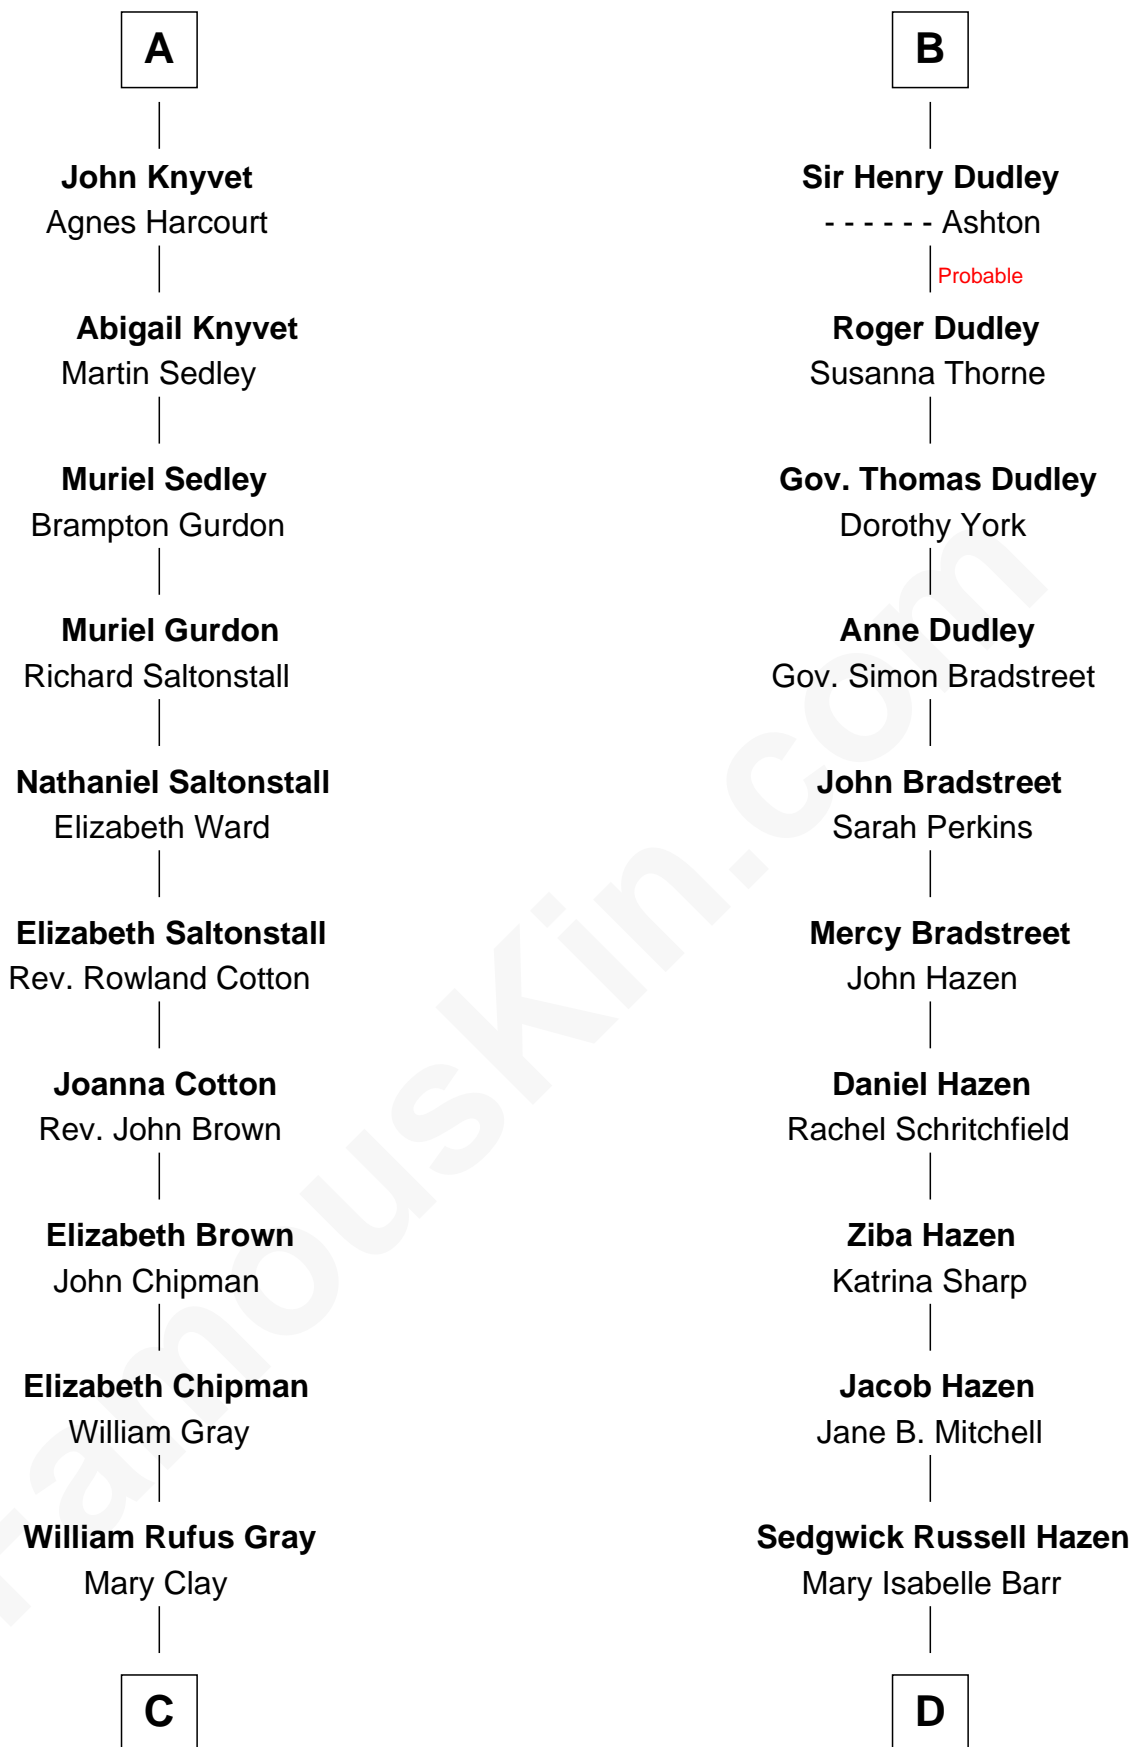 A
John Knyvet
Agnes Harcourt
Abigail Knyvet
Martin Sedley
Muriel Sedley
Brampton Gurdon
Muriel Gurdon
Richard Saltonstall
Nathaniel Saltonstall
Elizabeth Ward
Elizabeth Saltonstall
Rev. Rowland Cotton
Joanna Cotton
Rev. John Brown
Elizabeth Brown
John Chipman
Elizabeth Chipman
William Gray
William Rufus Gray
Mary Clay
C
B
Sir Henry Dudley
- - - - - - Ashton
Probable
Roger Dudley
Susanna Thorne
Gov. Thomas Dudley
Dorothy York
Anne Dudley
Gov. Simon Bradstreet
John Bradstreet
Sarah Perkins
Mercy Bradstreet
John Hazen
Daniel Hazen
Rachel Schritchfield
Ziba Hazen
Katrina Sharp
Jacob Hazen
Jane B. Mitchell
Sedgwick Russell Hazen
Mary Isabelle Barr
D
FamousKin.com